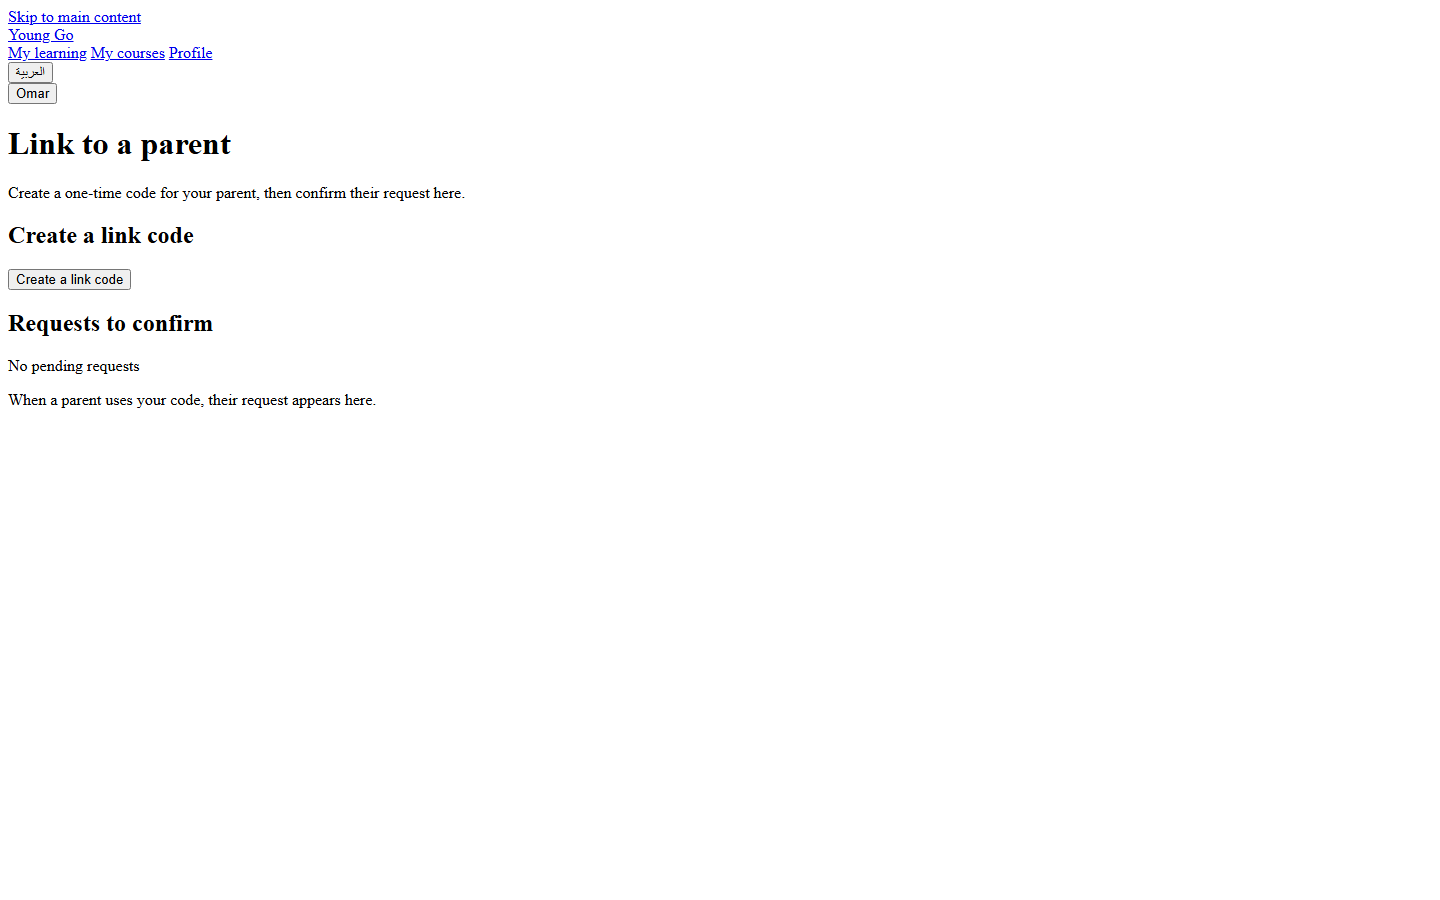 Skip to main content
Young Go
My learning My courses Profile
العربية
Omar
Link to a parent
Create a one-time code for your parent, then confirm their request here.
Create a link code
Create a link code
Requests to confirm
No pending requests
When a parent uses your code, their request appears here.